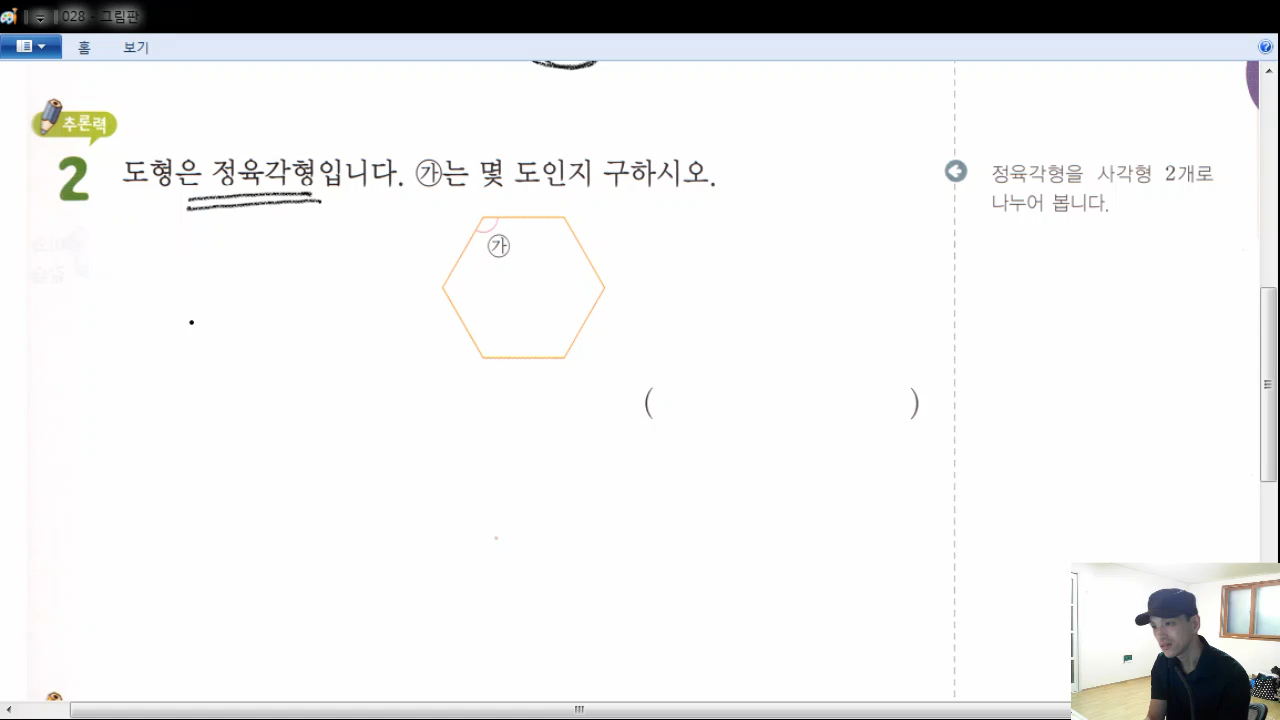 028 - 그림판
홈 보기
추론력
2 도형은 정육각형입니다. ㉮는 몇 도인지 구하시오.
㉮
( )
정육각형을 사각형 2개로
나누어 봅니다.